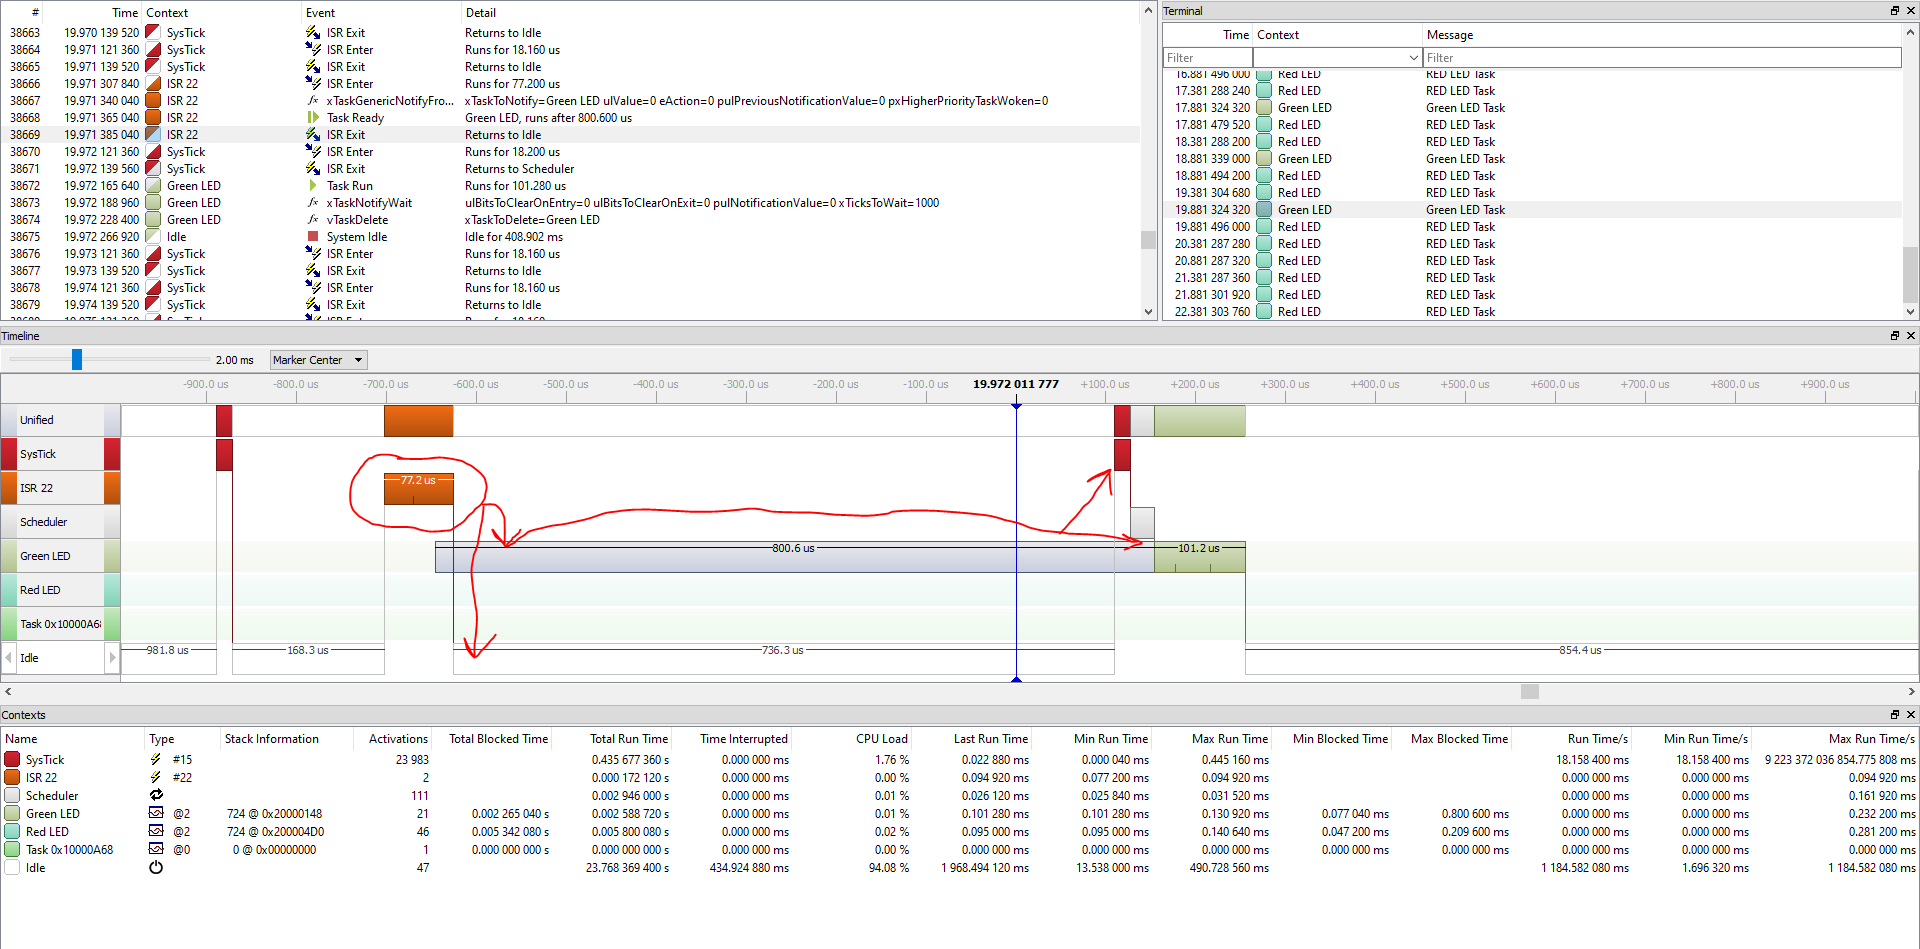 # Time Context Event Detail
38663 19.970 139 520 SysTick ISR Exit Returns to Idle
38664 19.971 121 360 SysTick ISR Enter Runs for 18.160 us
38665 19.971 139 520 SysTick ISR Exit Returns to Idle
38666 19.971 307 840 ISR 22 ISR Enter Runs for 77.200 us
38667 19.971 340 040 ISR 22 xTaskGenericNotifyFro... xTaskToNotify=Green LED ulValue=0 eAction=0 pulPreviousNotificationValue=0 pxHigherPriorityTaskWoken=0
38668 19.971 365 040 ISR 22 Task Ready Green LED, runs after 800.600 us
38669 19.971 385 040 ISR 22 ISR Exit Returns to Idle
38670 19.972 121 360 SysTick ISR Enter Runs for 18.200 us
38671 19.972 139 560 SysTick ISR Exit Returns to Scheduler
38672 19.972 165 640 Green LED Task Run Runs for 101.280 us
38673 19.972 188 960 Green LED xTaskNotifyWait ulBitsToClearOnEntry=0 ulBitsToClearOnExit=0 pulNotificationValue=0 xTicksToWait=1000
38674 19.972 228 400 Green LED vTaskDelete xTaskToDelete=Green LED
38675 19.972 266 920 Idle System Idle Idle for 408.902 ms
38676 19.973 121 360 SysTick ISR Enter Runs for 18.160 us
38677 19.973 139 520 SysTick ISR Exit Returns to Idle
38678 19.974 121 360 SysTick ISR Enter Runs for 18.160 us
38679 19.974 139 520 SysTick ISR Exit Returns to Idle
Terminal
Time Context Message
Filter Filter
16.881 496 000 Red LED RED LED Task
17.381 288 240 Red LED RED LED Task
17.881 324 320 Green LED Green LED Task
17.881 479 520 Red LED RED LED Task
18.381 288 200 Red LED RED LED Task
18.881 339 000 Green LED Green LED Task
18.881 494 200 Red LED RED LED Task
19.381 304 680 Red LED RED LED Task
19.881 324 320 Green LED Green LED Task
19.881 496 000 Red LED RED LED Task
20.381 287 280 Red LED RED LED Task
20.881 287 320 Red LED RED LED Task
21.381 287 360 Red LED RED LED Task
21.881 301 920 Red LED RED LED Task
22.381 303 760 Red LED RED LED Task
Timeline
2.00 ms Marker Center
-900.0 us -800.0 us -700.0 us -600.0 us -500.0 us -400.0 us -300.0 us -200.0 us -100.0 us 19.972 011 777 +100.0 us +200.0 us +300.0 us +400.0 us +500.0 us +600.0 us +700.0 us +800.0 us +900.0 us
Unified
SysTick
ISR 22 77.2 us
Scheduler
Green LED 800.6 us 101.2 us
Red LED
Task 0x10000A6
Idle 981.8 us 168.3 us 736.3 us 854.4 us
Contexts
Name Type Stack Information Activations Total Blocked Time Total Run Time Time Interrupted CPU Load Last Run Time Min Run Time Max Run Time Min Blocked Time Max Blocked Time Run Time/s Min Run Time/s Max Run Time/s
SysTick #15 23 983 0.435 677 360 s 0.000 000 ms 1.76 % 0.022 880 ms 0.000 040 ms 0.445 160 ms 18.158 400 ms 18.158 400 ms 9 223 372 036 854.775 808 ms
ISR 22 #22 2 0.000 172 120 s 0.000 000 ms 0.00 % 0.094 920 ms 0.077 200 ms 0.094 920 ms 0.000 000 ms 0.000 000 ms 0.094 920 ms
Scheduler 111 0.002 946 000 s 0.000 000 ms 0.01 % 0.026 120 ms 0.025 840 ms 0.031 520 ms 0.000 000 ms 0.000 000 ms 0.161 920 ms
Green LED @2 724 @ 0x20000148 21 0.002 265 040 s 0.002 588 720 s 0.000 000 ms 0.01 % 0.101 280 ms 0.101 280 ms 0.130 920 ms 0.077 040 ms 0.800 600 ms 0.000 000 ms 0.000 000 ms 0.232 200 ms
Red LED @2 724 @ 0x200004D0 46 0.005 342 080 s 0.005 800 080 s 0.000 000 ms 0.02 % 0.095 000 ms 0.095 000 ms 0.140 640 ms 0.047 200 ms 0.209 600 ms 0.000 000 ms 0.000 000 ms 0.281 200 ms
Task 0x10000A68 @0 0 @ 0x00000000 1 0.000 000 000 s 0.000 000 000 s 0.000 000 ms 0.00 % 0.000 000 ms 0.000 000 ms 0.000 000 ms 0.000 000 ms 0.000 000 ms 0.000 000 ms 0.000 000 ms 0.000 000 ms
Idle 47 23.768 369 400 s 434.924 880 ms 94.08 % 1 968.494 120 ms 13.538 000 ms 490.728 560 ms 1 184.582 080 ms 1.696 320 ms 1 184.582 080 ms